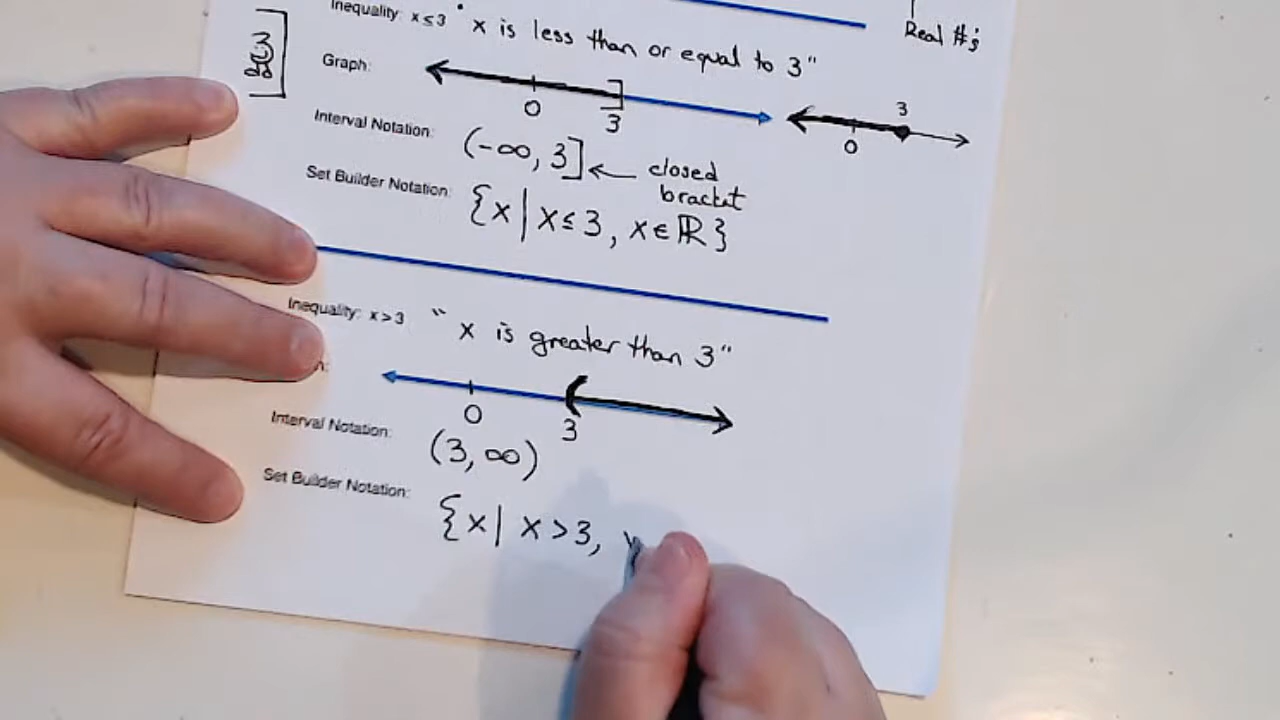 Real #'s
Inequality: x ≤ 3 " x is less than or equal to 3"
Graph:
0 3
3
0
Interval Notation: (-∞, 3] ← closed bracket
Set Builder Notation: {x | x ≤ 3, x ∈ ℝ}
Inequality: x > 3 " x is greater than 3"
0 3
Interval Notation: (3, ∞)
Set Builder Notation: {x | x > 3,